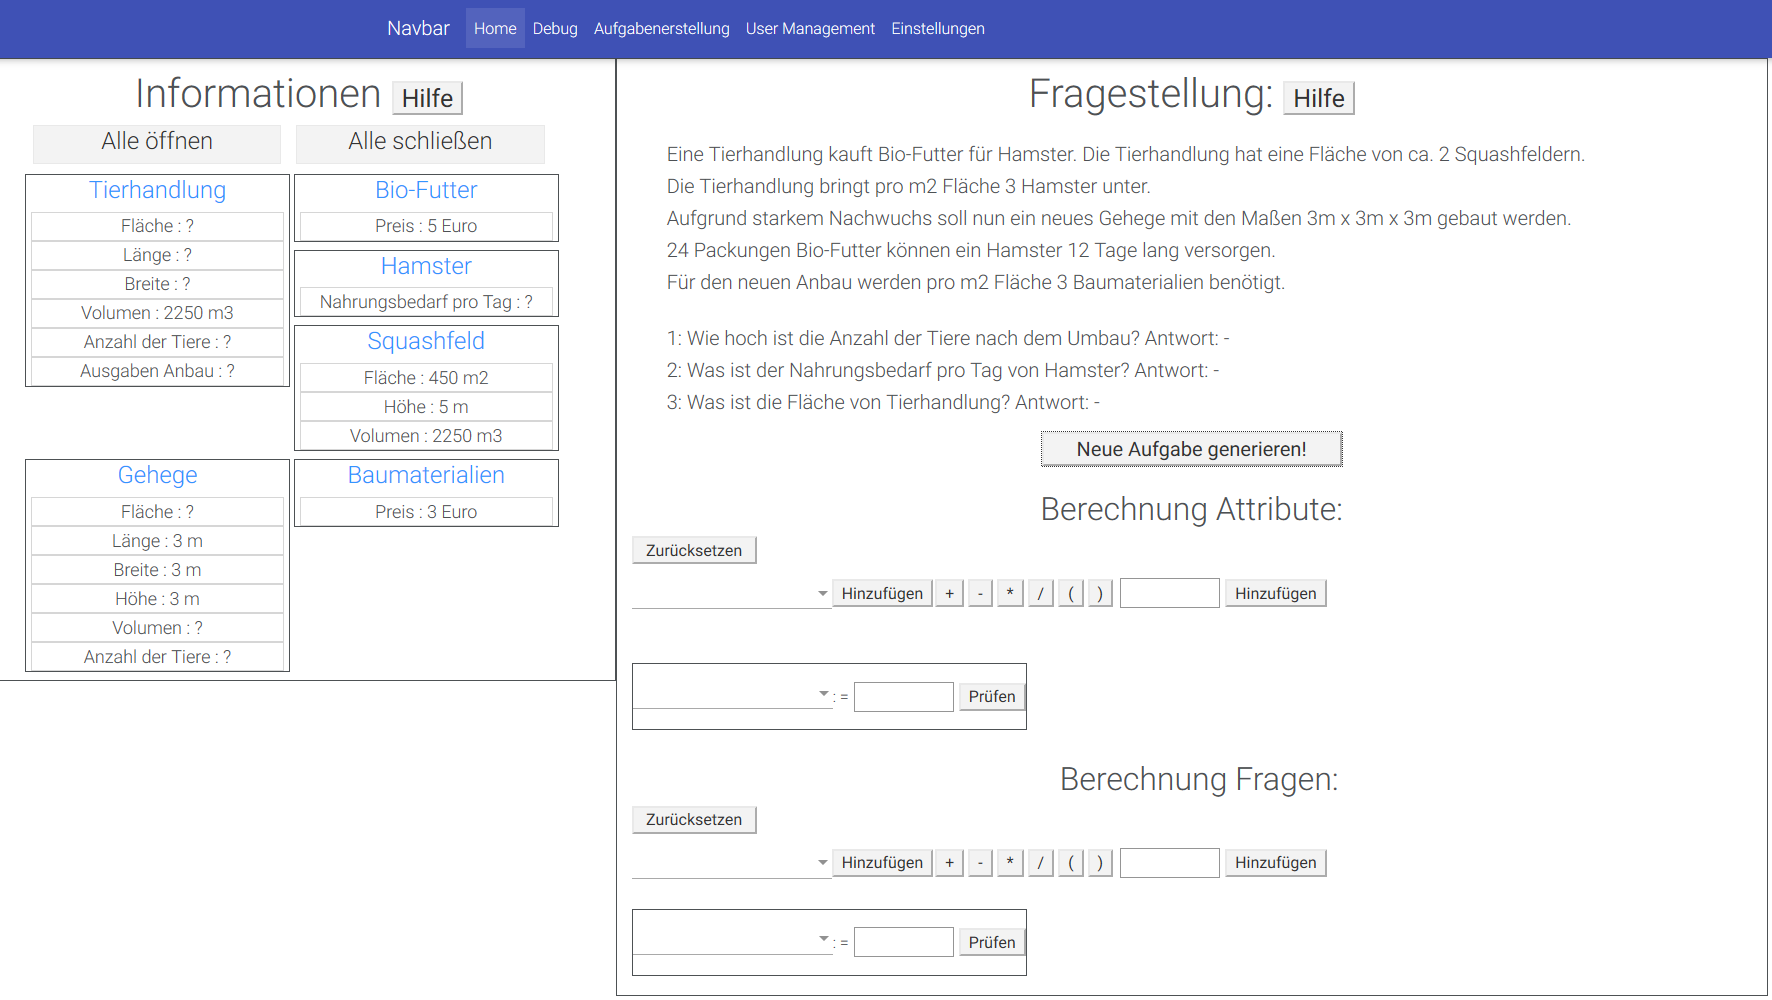 Navbar Home Debug Aufgabenerstellung User Management Einstellungen
Informationen Hilfe
Alle öffnen Alle schließen
Tierhandlung
Fläche : ?
Länge : ?
Breite : ?
Volumen : 2250 m3
Anzahl der Tiere : ?
Ausgaben Anbau : ?
Bio-Futter
Preis : 5 Euro
Hamster
Nahrungsbedarf pro Tag : ?
Squashfeld
Fläche : 450 m2
Höhe : 5 m
Volumen : 2250 m3
Gehege
Fläche : ?
Länge : 3 m
Breite : 3 m
Höhe : 3 m
Volumen : ?
Anzahl der Tiere : ?
Baumaterialien
Preis : 3 Euro
Fragestellung: Hilfe
Eine Tierhandlung kauft Bio-Futter für Hamster. Die Tierhandlung hat eine Fläche von ca. 2 Squashfeldern.
Die Tierhandlung bringt pro m2 Fläche 3 Hamster unter.
Aufgrund starkem Nachwuchs soll nun ein neues Gehege mit den Maßen 3m x 3m x 3m gebaut werden.
24 Packungen Bio-Futter können ein Hamster 12 Tage lang versorgen.
Für den neuen Anbau werden pro m2 Fläche 3 Baumaterialien benötigt.
1: Wie hoch ist die Anzahl der Tiere nach dem Umbau? Antwort: -
2: Was ist der Nahrungsbedarf pro Tag von Hamster? Antwort: -
3: Was ist die Fläche von Tierhandlung? Antwort: -
Neue Aufgabe generieren!
Berechnung Attribute:
Zurücksetzen
Hinzufügen + - * / ( ) Hinzufügen
: = Prüfen
Berechnung Fragen:
Zurücksetzen
Hinzufügen + - * / ( ) Hinzufügen
: = Prüfen